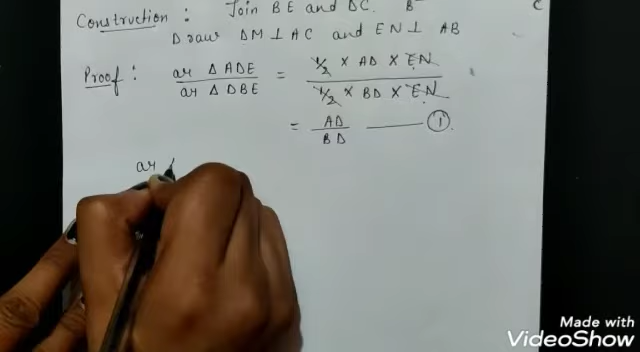 Construction : Join BE and DC. B C
Draw DM ⊥ AC and EN ⊥ AB
Proof : ar Δ ADE / ar Δ DBE = 1/2 × AD × EN / 1/2 × BD × EN
= AD / BD —— ①.
ar
Made with
VideoShow